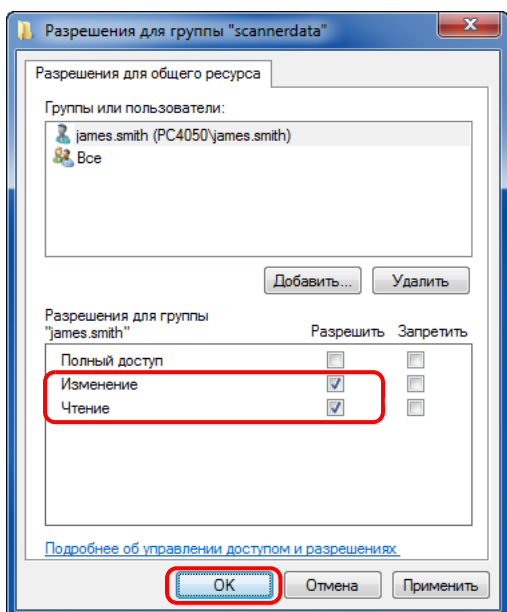 Разрешения для группы "scannerdata"
Разрешения для общего ресурса
Группы или пользователи:
james.smith (PC4050\james.smith)
Все
Добавить... Удалить
Разрешения для группы
"james.smith" Разрешить Запретить
Полный доступ
Изменение
Чтение
Подробнее об управлении доступом и разрешениях
OK Отмена Применить